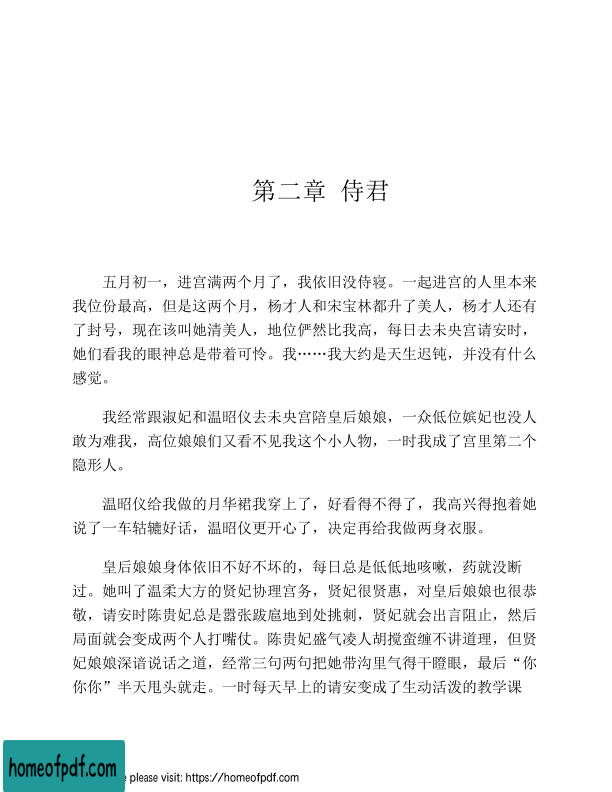 第二章 侍君
五月初一，进宫满两个月了，我依旧没侍寝。一起进宫的人里本来
我位份最高，但是这两个月，杨才人和宋宝林都升了美人，杨才人还有
了封号，现在该叫她清美人，地位俨然比我高，每日去未央宫请安时，
她们看我的眼神总是带着可怜。我……我大约是天生迟钝，并没有什么
感觉。
我经常跟淑妃和温昭仪去未央宫陪皇后娘娘，一众低位嫔妃也没人
敢为难我，高位娘娘们又看不见我这个小人物，一时我成了宫里第二个
隐形人。
温昭仪给我做的月华裙我穿上了，好看得不得了，我高兴得抱着她
说了一车轱辘好话，温昭仪更开心了，决定再给我做两身衣服。
皇后娘娘身体依旧不好不坏的，每日总是低低地咳嗽，药就没断
过。她叫了温柔大方的贤妃协理宫务，贤妃很贤惠，对皇后娘娘也很恭
敬，请安时陈贵妃总是嚣张跋扈地到处挑刺，贤妃就会出言阻止，然后
局面就会变成两个人打嘴仗。陈贵妃盛气凌人胡搅蛮缠不讲道理，但贤
妃娘娘深谙说话之道，经常三句两句把她带沟里气得干瞪眼，最后“你
你你”半天甩头就走。一时每天早上的请安变成了生动活泼的教学课
homeofpdf.com
e please visit: https://homeofpdf.com